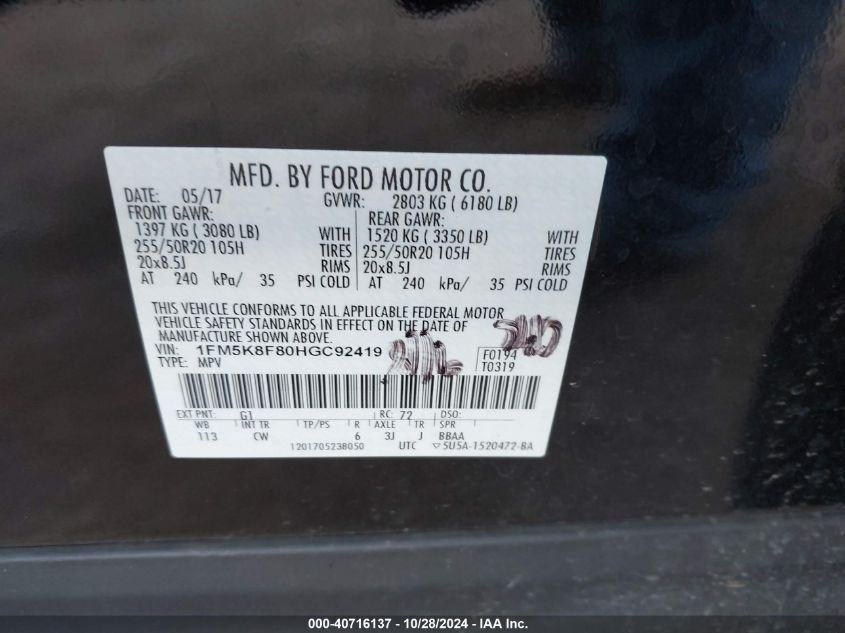 MFD. BY FORD MOTOR CO.
DATE: 05/17 GVWR: 2803 KG ( 6180 LB)
FRONT GAWR: REAR GAWR:
1397 KG ( 3080 LB) WITH 1520 KG ( 3350 LB) WITH
255/50R20 105H TIRES 255/50R20 105H TIRES
20x8.5J RIMS 20x8.5J RIMS
AT 240 kPa/ 35 PSI COLD AT 240 kPa/ 35 PSI COLD
THIS VEHICLE CONFORMS TO ALL APPLICABLE FEDERAL MOTOR
VEHICLE SAFETY STANDARDS IN EFFECT ON THE DATE OF
MANUFACTURE SHOWN ABOVE.
VIN: 1FM5K8F80HGC92419 F0194
TYPE: MPV T0319
EXT PNT: G1 RC: 72 DSO:
WB INT TR TP/PS R AXLE TR SPR
113 CW 6 3J J BBAA
1201705238050 UTC ▽5U5A-1520472-BA
000-40716137 - 10/28/2024 - IAA Inc.